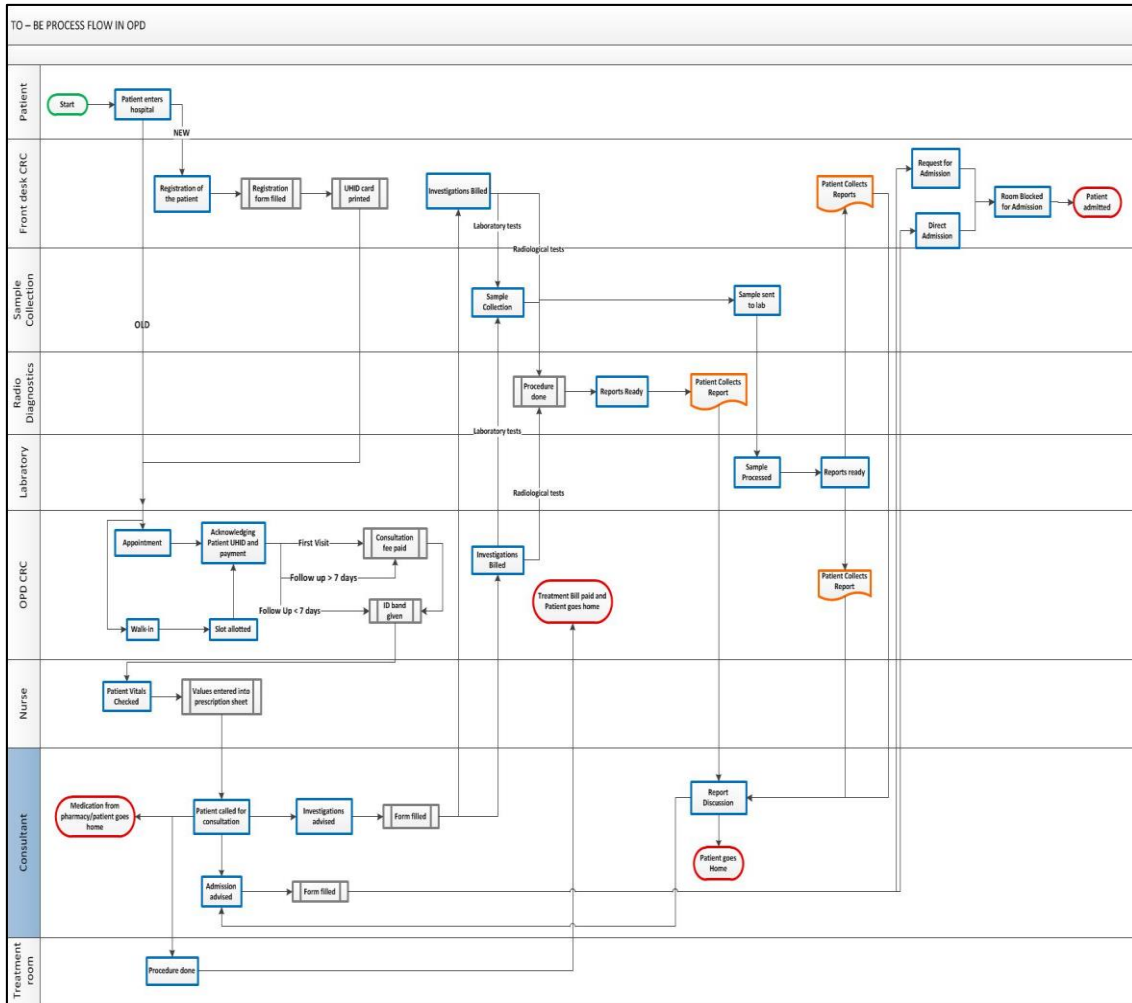 TO – BE PROCESS FLOW IN OPD
Patient
Start
Patient enters
hospital
NEW
Front desk CRC
Registration of
the patient
Registration
form filled
UHID card
printed
Investigations Billed
Laboratory tests
Radiological tests
Patient Collects
Reports
Request for
Admission
Direct
Admission
Room Blocked
for Admission
Patient
admitted
Sample
Collection
OLD
Sample
Collection
Sample sent
to lab
Radio
Diagnostics
Procedure
done
Reports Ready
Patient Collects
Report
Laboratory tests
Labratory
Radiological tests
Sample
Processed
Reports ready
OPD CRC
Appointment
Acknowledging
Patient UHID and
payment
First Visit
Consultation
fee paid
Follow up > 7 days
Follow Up < 7 days
ID band
given
Walk-in
Slot allotted
Investigations
Billed
Treatment Bill paid and
Patient goes home
Patient Collects
Report
Nurse
Patient Vitals
Checked
Values entered into
prescription sheet
Consultant
Medication from
pharmacy/patient goes
home
Patient called for
consultation
Investigations
advised
Form filled
Report
Discussion
Patient goes
Home
Admission
advised
Form filled
Treatment
room
Procedure done